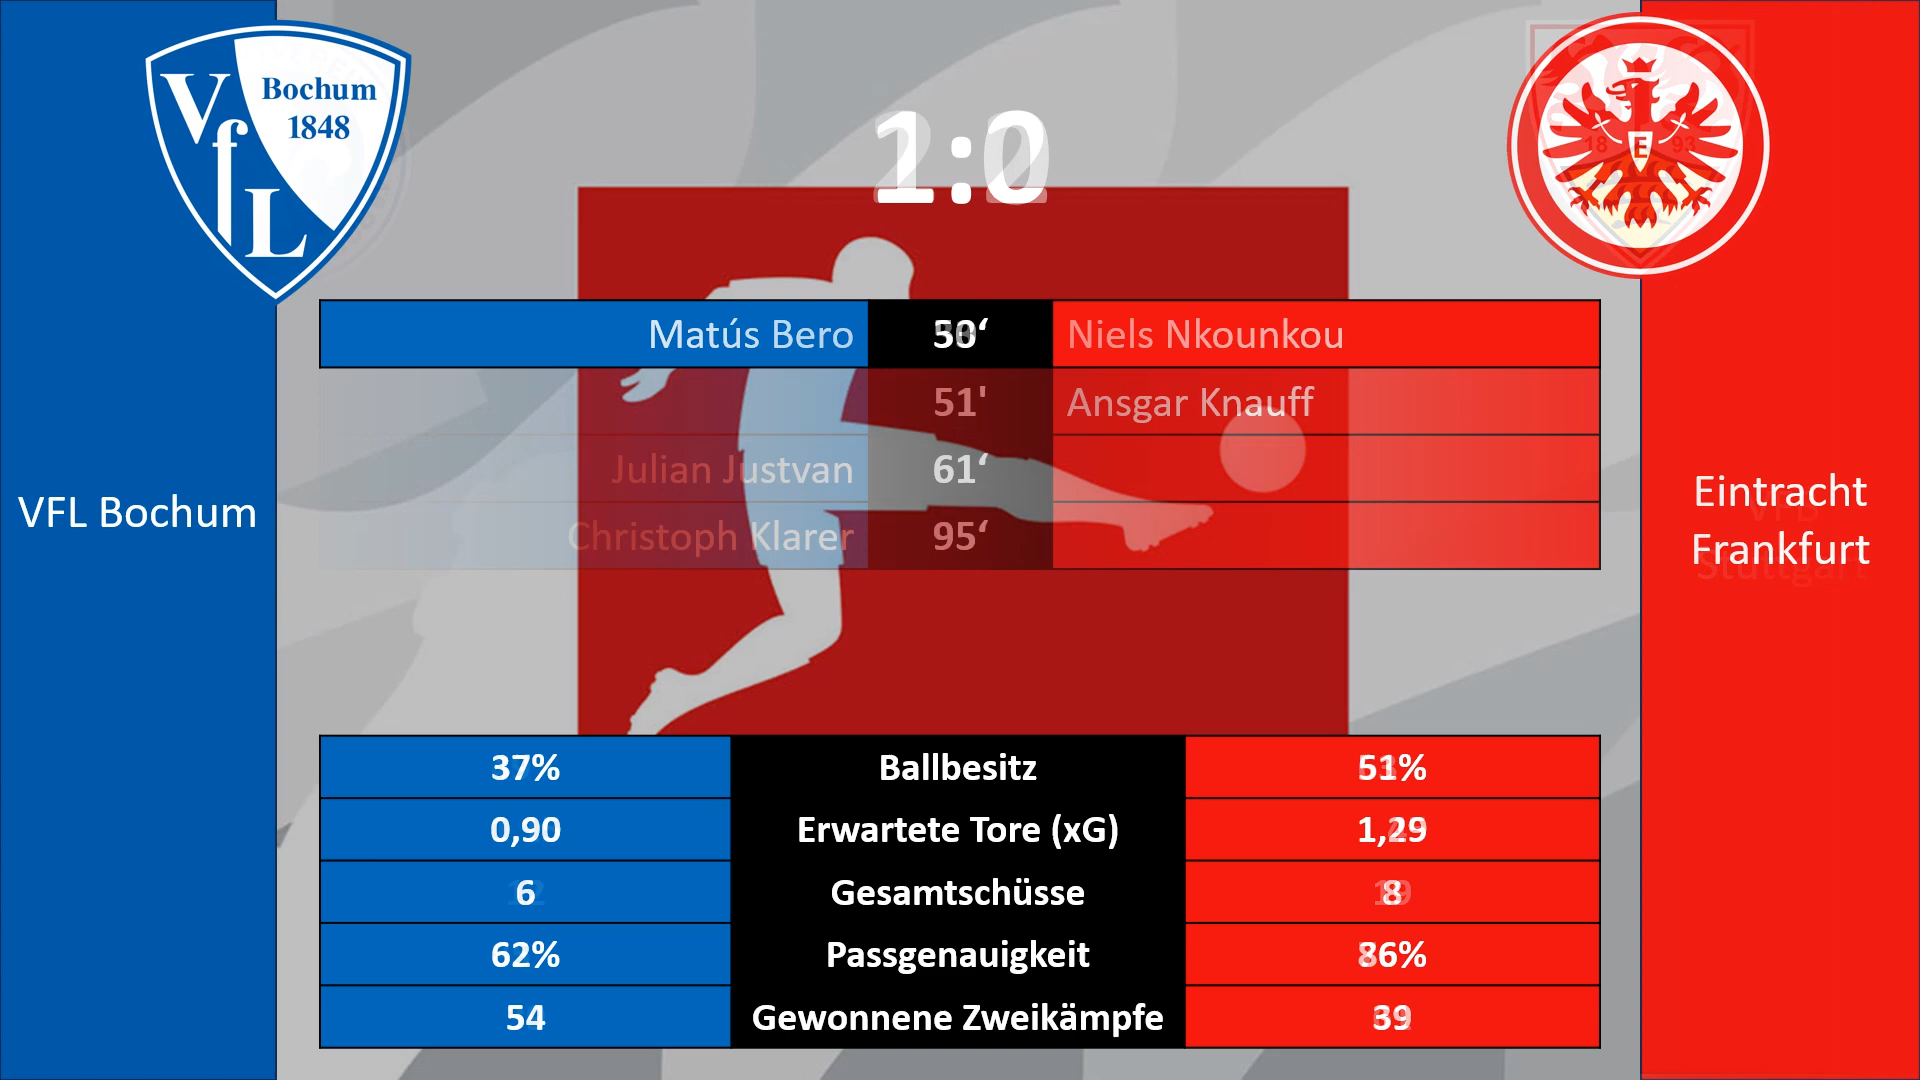 Bochum
1848
VfL
1:0
E
Matús Bero
Niels Nkounkou
51'
Ansgar Knauff
Julian Justvan
61‘
Christoph Klarer
95‘
VFL Bochum
Eintracht
Frankfurt
37%
Ballbesitz
51%
0,90
Erwartete Tore (xG)
1,29
6
Gesamtschüsse
8
62%
Passgenauigkeit
86%
54
Gewonnene Zweikämpfe
39